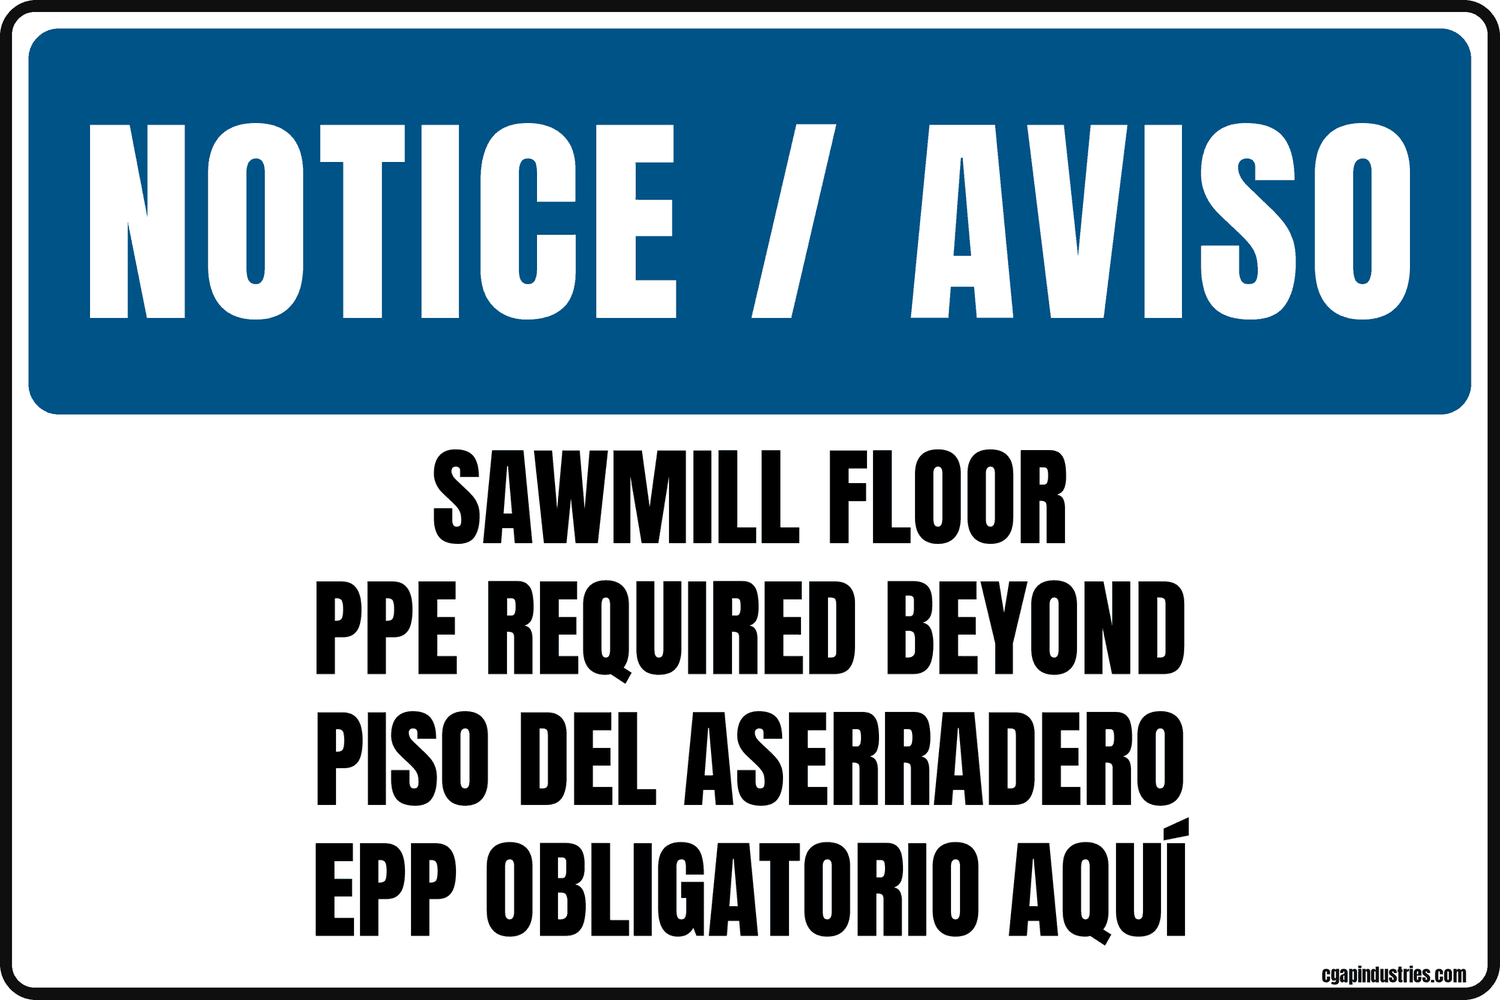 NOTICE / AVISO
SAWMILL FLOOR
PPE REQUIRED BEYOND
PISO DEL ASERRADERO
EPP OBLIGATORIO AQUÍ
cgapindustries.com